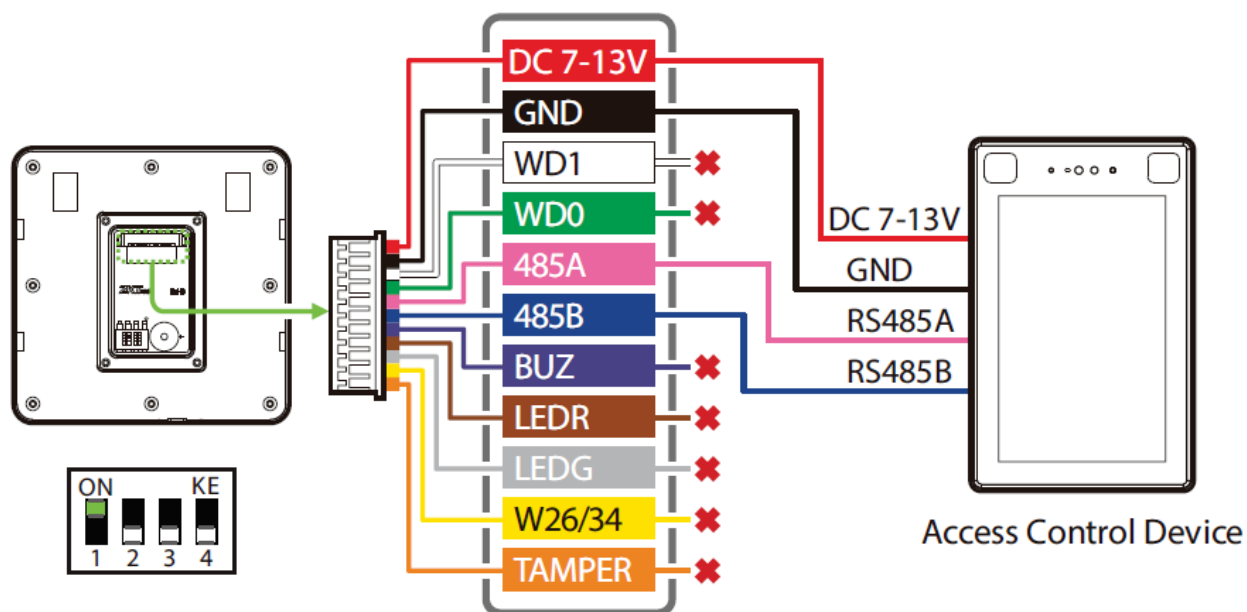 DC 7-13V
GND
WD1
WD0
485A
485B
BUZ
LEDR
LEDG
W26/34
TAMPER
DC 7-13V
GND
RS485A
RS485B
Access Control Device
ON KE
1 2 3 4